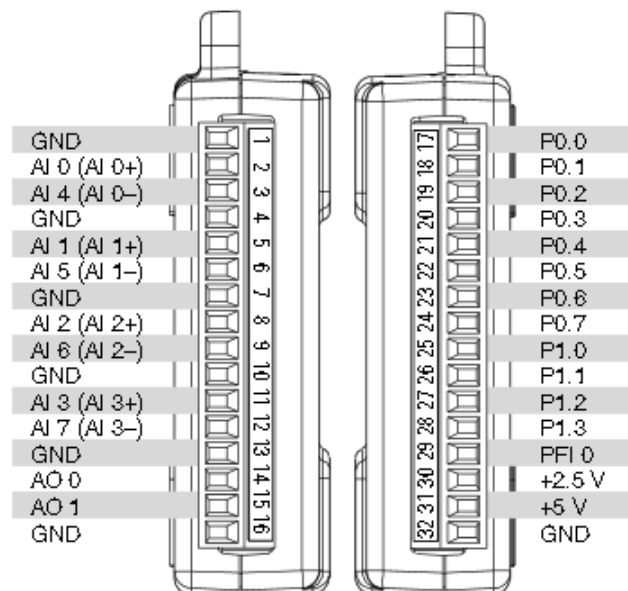 GND 1
AI 0 (AI 0+) 2
AI 4 (AI 0–) 3
GND 4
AI 1 (AI 1+) 5
AI 5 (AI 1–) 6
GND 7
AI 2 (AI 2+) 8
AI 6 (AI 2–) 9
GND 10
AI 3 (AI 3+) 11
AI 7 (AI 3–) 12
GND 13
AO 0 14
AO 1 15
GND 16
17 P0.0
18 P0.1
19 P0.2
20 P0.3
21 P0.4
22 P0.5
23 P0.6
24 P0.7
25 P1.0
26 P1.1
27 P1.2
28 P1.3
29 PFI 0
30 +2.5 V
31 +5 V
32 GND